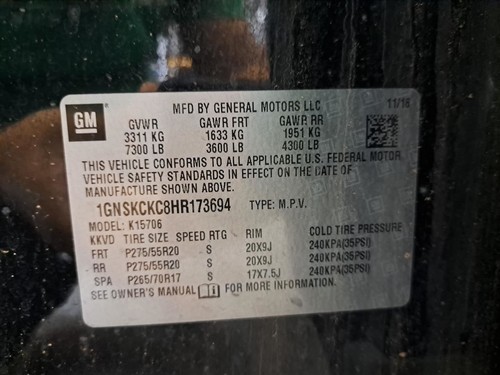 GM
MFD BY GENERAL MOTORS LLC 11/16
GVWR GAWR FRT GAWR RR
3311 KG 1633 KG 1951 KG
7300 LB 3600 LB 4300 LB
THIS VEHICLE CONFORMS TO ALL APPLICABLE U.S. FEDERAL MOTOR
VEHICLE SAFETY STANDARDS IN EFFECT ON THE DATE OF
MANUFACTURE SHOWN ABOVE.
1GNSKCKC8HR173694 TYPE: M.P.V.
MODEL: K15706
KKVD TIRE SIZE SPEED RTG RIM COLD TIRE PRESSURE
FRT P275/55R20 S 20X9J 240KPA(35PSI)
RR P275/55R20 S 20X9J 240KPA(35PSI)
SPA P265/70R17 S 17X7.5J 240KPA(35PSI)
SEE OWNER'S MANUAL FOR MORE INFORMATION.